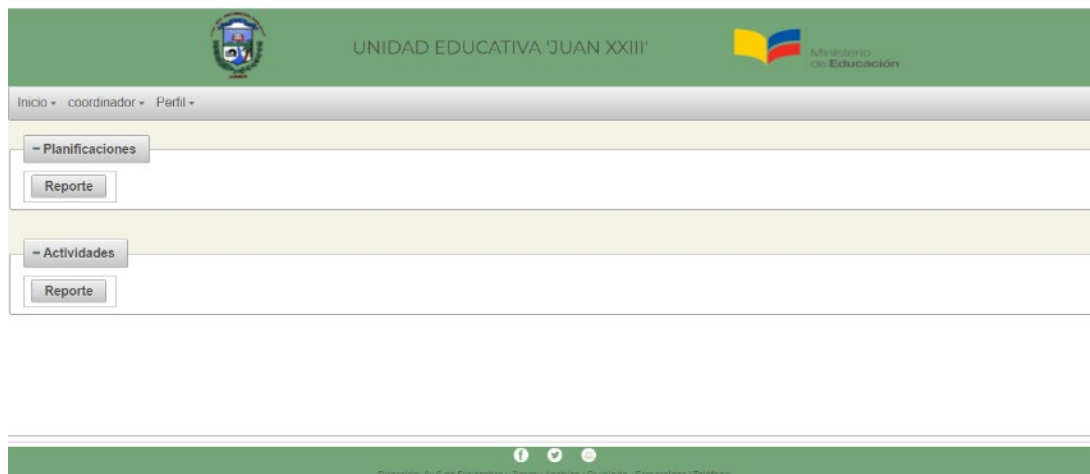 UNIDAD EDUCATIVA 'JUAN XXIII'
Ministerio
de Educación
Inicio coordinador Perfil
− Planificaciones
Reporte
− Actividades
Reporte